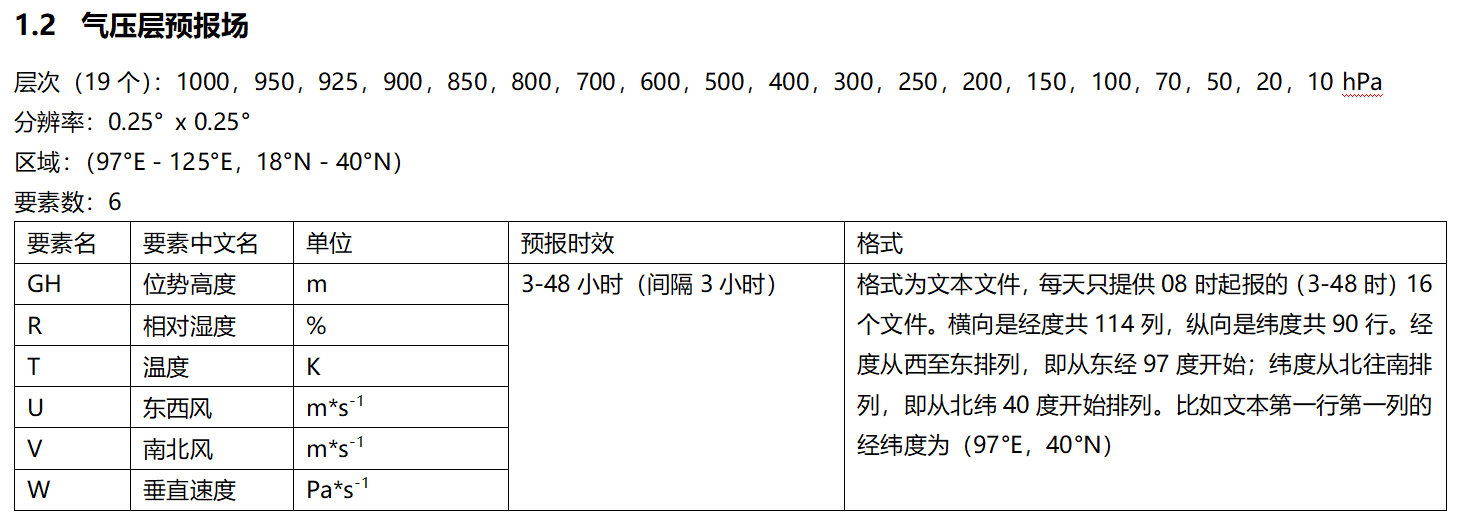 1.2 气压层预报场
层次（19 个）：1000，950，925，900，850，800，700，600，500，400，300，250，200，150，100，70，50，20，10 hPa
分辨率：0.25° x 0.25°
区域：（97°E - 125°E，18°N - 40°N）
要素数：6
要素名 要素中文名 单位 预报时效 格式
GH 位势高度 m 3-48 小时（间隔 3 小时） 格式为文本文件，每天只提供 08 时起报的（3-48 时）16
R 相对湿度 % 个文件。横向是经度共 114 列，纵向是纬度共 90 行。经
T 温度 K 度从西至东排列，即从东经 97 度开始；纬度从北往南排
U 东西风 m*s-1 列，即从北纬 40 度开始排列。比如文本第一行第一列的
V 南北风 m*s-1 经纬度为（97°E，40°N）
W 垂直速度 Pa*s-1